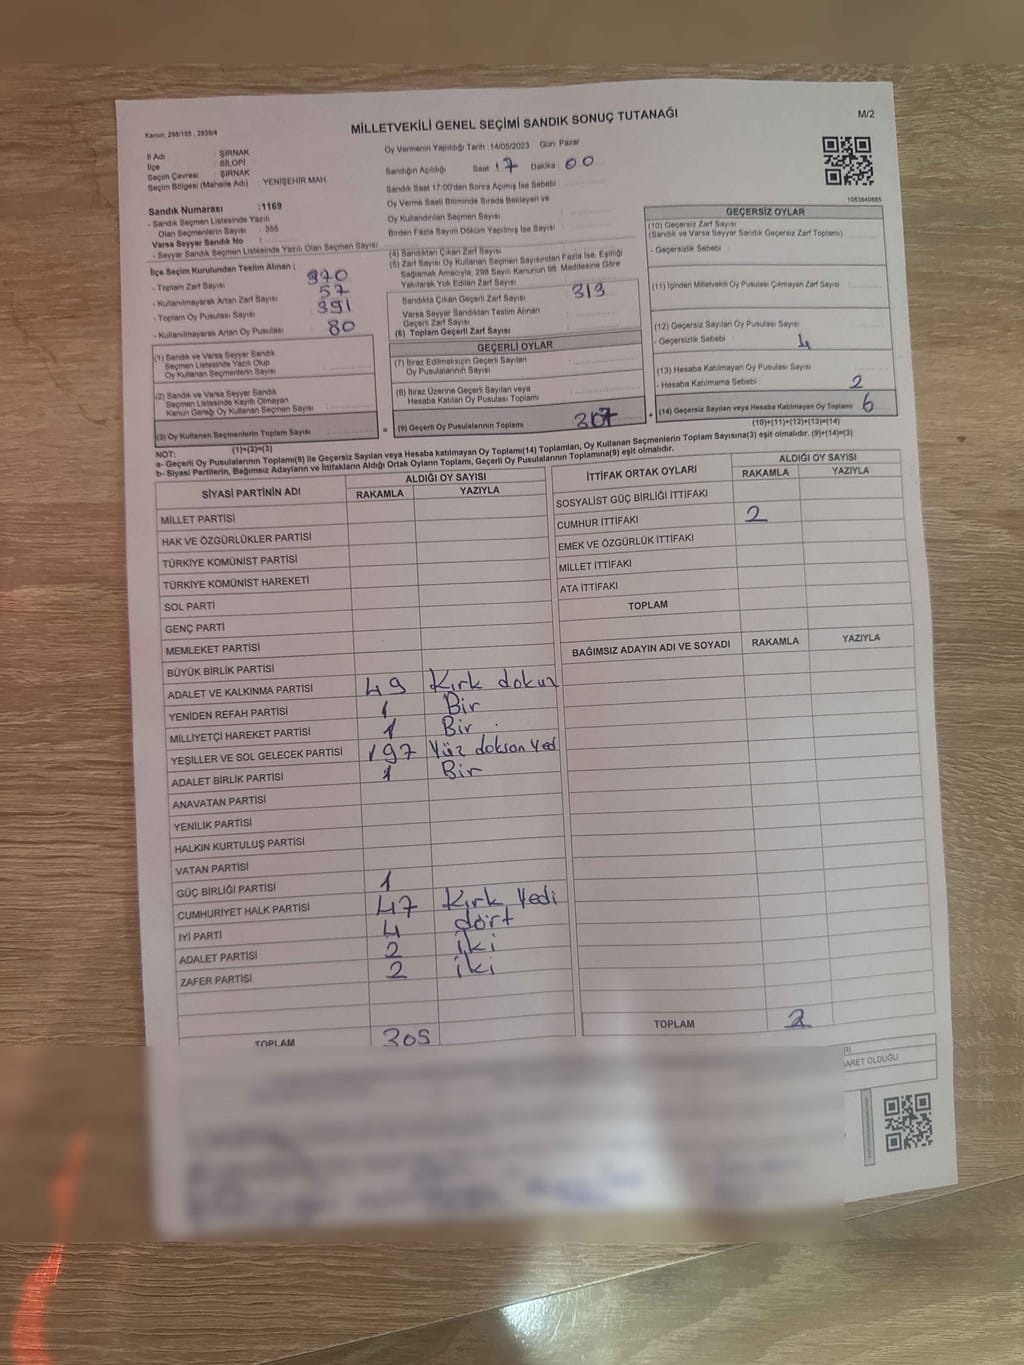 Kanun: 298/105 , 2839/4
MİLLETVEKİLİ GENEL SEÇİMİ SANDIK SONUÇ TUTANAĞI
M/2
İl Adı : ŞIRNAK
İlçe : SİLOPİ
Seçim Çevresi : ŞIRNAK
Seçim Bölgesi (Mahalle Adı) : YENİŞEHİR MAH.
Sandık Numarası :1169
- Sandık Seçmen Listesinde Yazılı
Olan Seçmenlerin Sayısı : 355
Varsa Seyyar Sandık No :
- Seyyar Sandık Seçmen Listesinde Yazılı Olan Seçmen Sayısı:
İlçe Seçim Kurulundan Teslim Alınan ;
- Toplam Zarf Sayısı 370
- Kullanılmayarak Artan Zarf Sayısı 57
- Toplam Oy Pusulası Sayısı 391
- Kullanılmayarak Artan Oy Pusulası 80
Oy Vermenin Yapıldığı Tarih : 14/05/2023 Gün: Pazar
Sandığın Açıldığı Saat : 17 Dakika : 00
Sandık Saat 17:00'den Sonra Açımış İse Sebebi :
Oy Verme Saati Bitiminde Sırada Bekleyen ve
Oy Kullandırılan Seçmen Sayısı
Birden Fazla Sayım Döküm Yapılmış İse Sayısı
(4) Sandıktan Çıkan Zarf Sayısı
(5) Zarf Sayısı Oy Kullanan Seçmen Sayısından Fazla İse, Eşitliği
Sağlamak Amacıyla, 298 Sayılı Kanunun 98. Maddesine Göre
Yakılarak Yok Edilen Zarf Sayısı
Sandıkta Çıkan Geçerli Zarf Sayısı 313
Varsa Seyyar Sandıktan Teslim Alınan
Geçerli Zarf Sayısı
(6) Toplam Geçerli Zarf Sayısı
1063640885
GEÇERSİZ OYLAR
(10) Geçersiz Zarf Sayısı
(Sandık ve Varsa Seyyar Sandık Geçersiz Zarf Toplamı)
- Geçersizlik Sebebi :
(11) İçinden Milletvekili Oy Pusulası Çıkmayan Zarf Sayısı
(12) Geçersiz Sayılan Oy Pusulası Sayısı
- Geçersizlik Sebebi : 4
(13) Hesaba Katılmayan Oy Pusulası Sayısı
- Hesaba Katılmama Sebebi : 2
(14) Geçersiz Sayılan veya Hesaba Katılmayan Oy Toplamı 6
(10)+(11)+(12)+(13)=(14)
(1) Sandık ve Varsa Seyyar Sandık
Seçmen Listesinde Yazılı Olup
Oy Kullanan Seçmenlerin Sayısı
(2) Sandık ve Varsa Seyyar Sandık
Seçmen Listesinde Kayıtlı Olmayan
Kanun Gereği Oy Kullanan Seçmen Sayısı
(3) Oy Kullanan Seçmenlerin Toplam Sayısı
(1)+(2)=(3)
=
GEÇERLİ OYLAR
(7) İtiraz Edilmeksizin Geçerli Sayılan
Oy Pusulalarının Sayısı
(8) İtiraz Üzerine Geçerli Sayılan veya
Hesaba Katılan Oy Pusulası Toplamı
(9) Geçerli Oy Pusulalarının Toplamı 307
+
NOT:
a- Geçerli Oy Pusulalarının Toplamı(9) ile Geçersiz Sayılan veya Hesaba katılmayan Oy Toplamı(14) Toplamları, Oy Kullanan Seçmenlerin Toplam Sayısına(3) eşit olmalıdır. (9)+(14)=(3)
b- Siyasi Partilerin, Bağımsız Adayların ve İttifakların Aldığı Ortak Oyların Toplamı, Geçerli Oy Pusulalarının Toplamına(9) eşit olmalıdır.
SİYASİ PARTİNİN ADI
ALDIĞI OY SAYISI
RAKAMLA YAZIYLA
MİLLET PARTİSİ
HAK VE ÖZGÜRLÜKLER PARTİSİ
TÜRKİYE KOMÜNİST PARTİSİ
TÜRKİYE KOMÜNİST HAREKETİ
SOL PARTİ
GENÇ PARTİ
MEMLEKET PARTİSİ
BÜYÜK BİRLİK PARTİSİ
ADALET VE KALKINMA PARTİSİ 49 Kırk dokuz
YENİDEN REFAH PARTİSİ 1 Bir
MİLLİYETÇİ HAREKET PARTİSİ 1 Bir
YEŞİLLER VE SOL GELECEK PARTİSİ 197 Yüz doksan Yedi
ADALET BİRLİK PARTİSİ 1 Bir
ANAVATAN PARTİSİ
YENİLİK PARTİSİ
HALKIN KURTULUŞ PARTİSİ
VATAN PARTİSİ
GÜÇ BİRLİĞİ PARTİSİ 1
CUMHURİYET HALK PARTİSİ 47 Kırk Yedi
İYİ PARTİ 4 dört
ADALET PARTİSİ 2 iki
ZAFER PARTİSİ 2 iki
TOPLAM 305
İTTİFAK ORTAK OYLARI
ALDIĞI OY SAYISI
RAKAMLA YAZIYLA
SOSYALİST GÜÇ BİRLİĞİ İTTİFAKI
CUMHUR İTTİFAKI 2
EMEK VE ÖZGÜRLÜK İTTİFAKI
MİLLET İTTİFAKI
ATA İTTİFAKI
TOPLAM
BAĞIMSIZ ADAYIN ADI VE SOYADI RAKAMLA YAZIYLA
TOPLAM 2
RI
ARET OLDUĞU